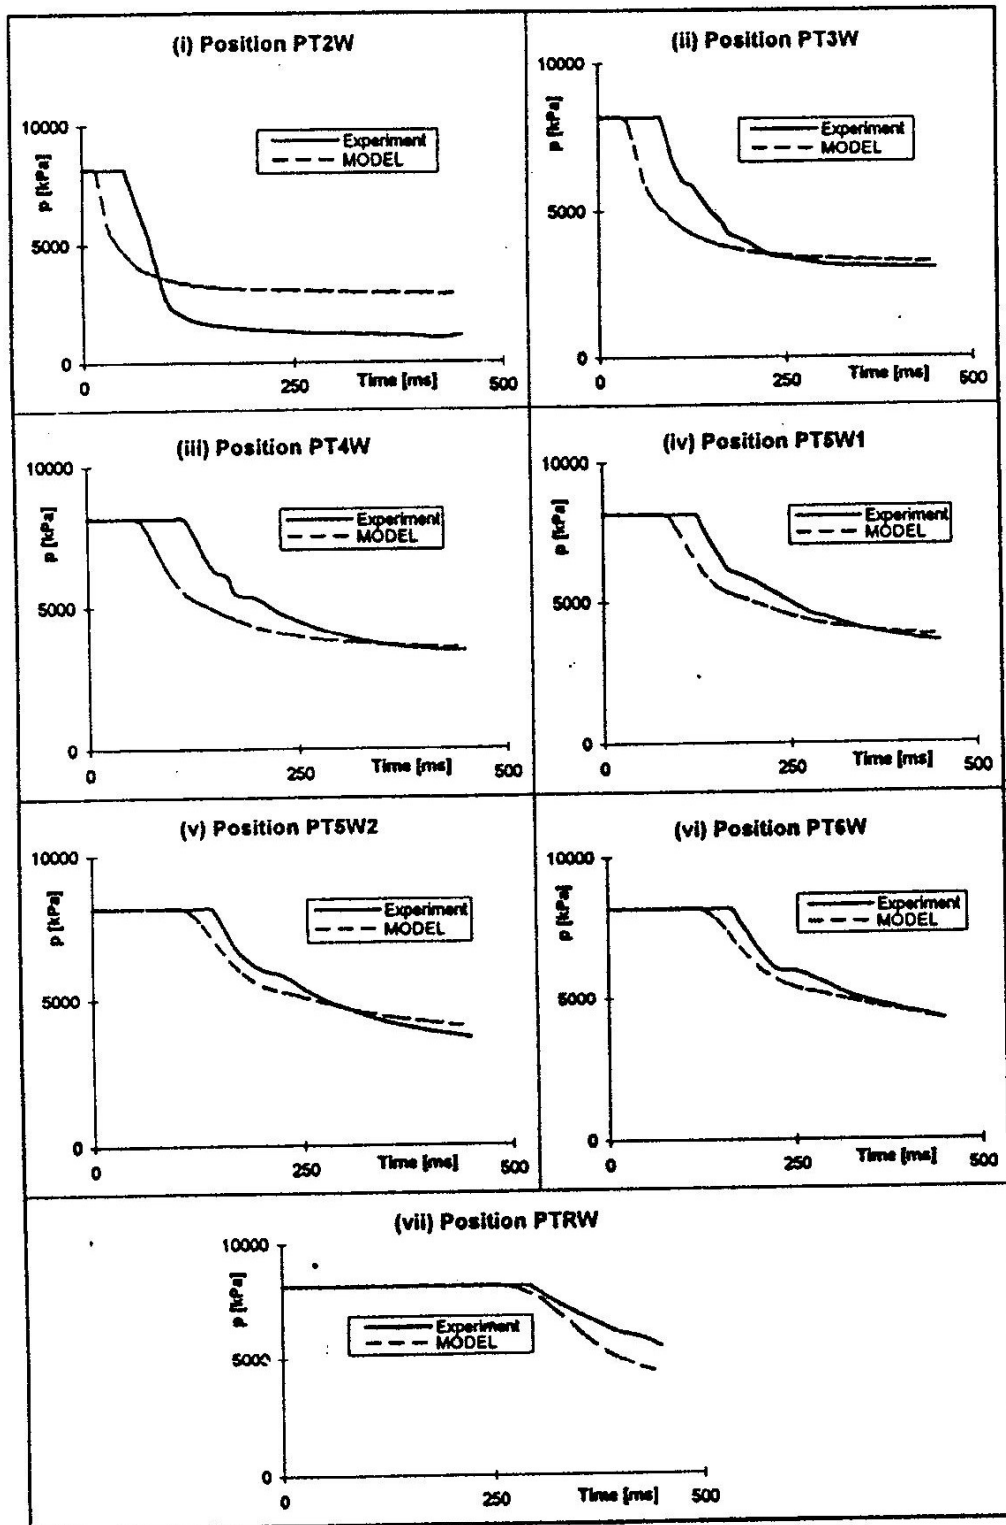 (i) Position PT2W
10000
p [kPa]
Experiment
MODEL
5000
0
0
250
Time [ms]
500
(ii) Position PT3W
10000
p [kPa]
Experiment
MODEL
5000
0
0
250
Time [ms]
500
(iii) Position PT4W
10000
p [kPa]
Experiment
MODEL
5000
0
0
250
Time [ms]
500
(iv) Position PT5W1
10000
p [kPa]
Experiment
MODEL
5000
0
0
250
Time [ms]
500
(v) Position PT5W2
10000
p [kPa]
Experiment
MODEL
5000
0
0
250
Time [ms]
500
(vi) Position PT6W
10000
p [kPa]
Experiment
MODEL
5000
0
0
250
Time [ms]
500
(vii) Position PTRW
10000
p [kPa]
Experiment
MODEL
5000
0
0
250
Time [ms]
500